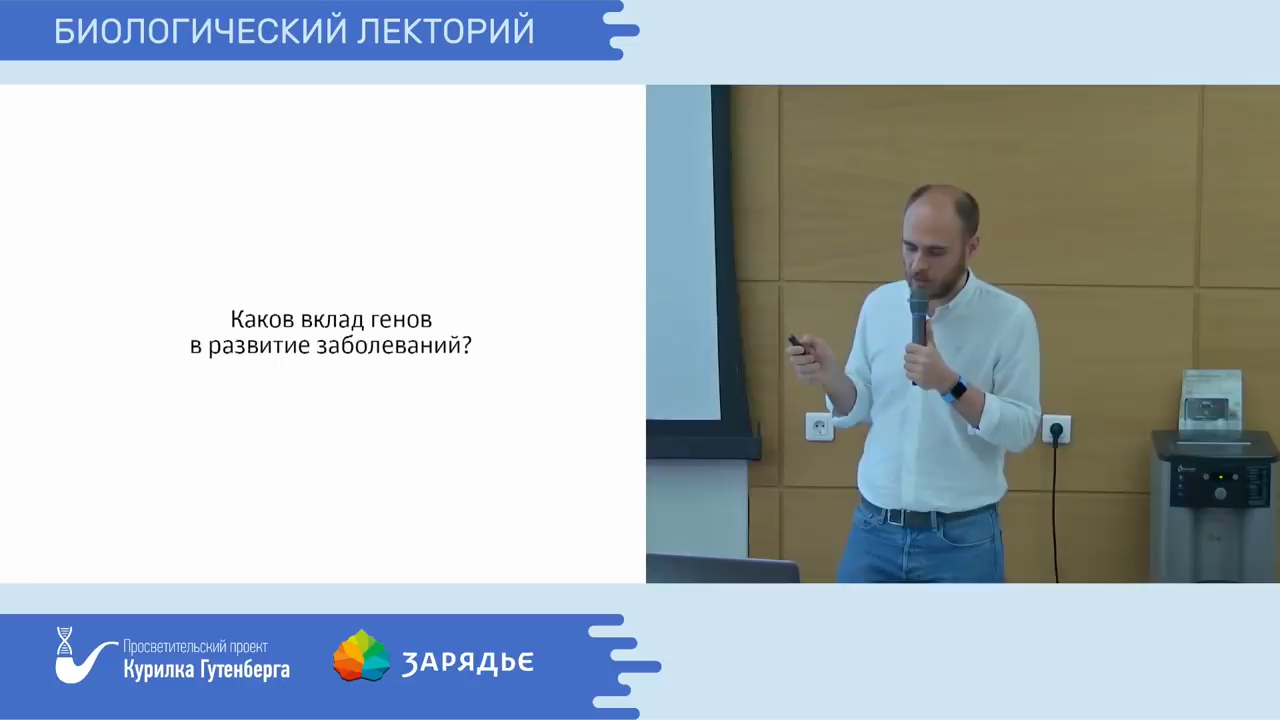 БИОЛОГИЧЕСКИЙ ЛЕКТОРИЙ
Каков вклад генов
в развитие заболеваний?
Просветительский проект
Курилка Гутенберга
ЗАРЯДЬЕ